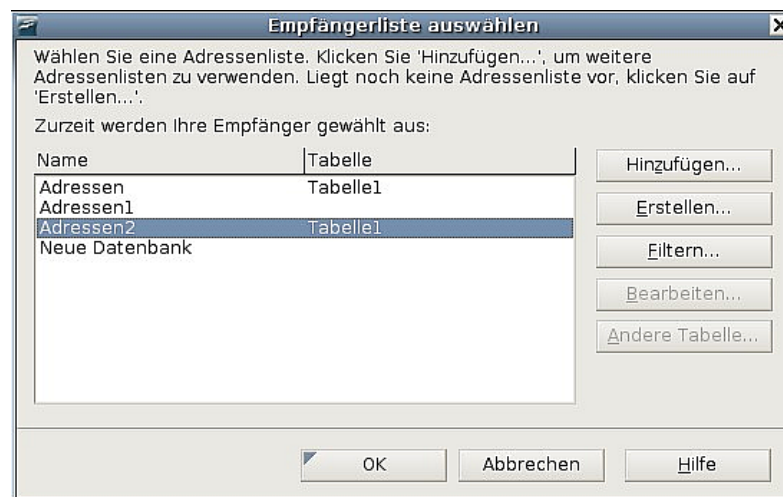 Empfängerliste auswählen
Wählen Sie eine Adressenliste. Klicken Sie 'Hinzufügen...', um weitere
Adressenlisten zu verwenden. Liegt noch keine Adressenliste vor, klicken Sie auf
'Erstellen...'.
Zurzeit werden Ihre Empfänger gewählt aus:
Name Tabelle
Adressen Tabelle1
Adressen1
Adressen2 Tabelle1
Neue Datenbank
Hinzufügen...
Erstellen...
Filtern...
Bearbeiten...
Andere Tabelle...
OK Abbrechen Hilfe